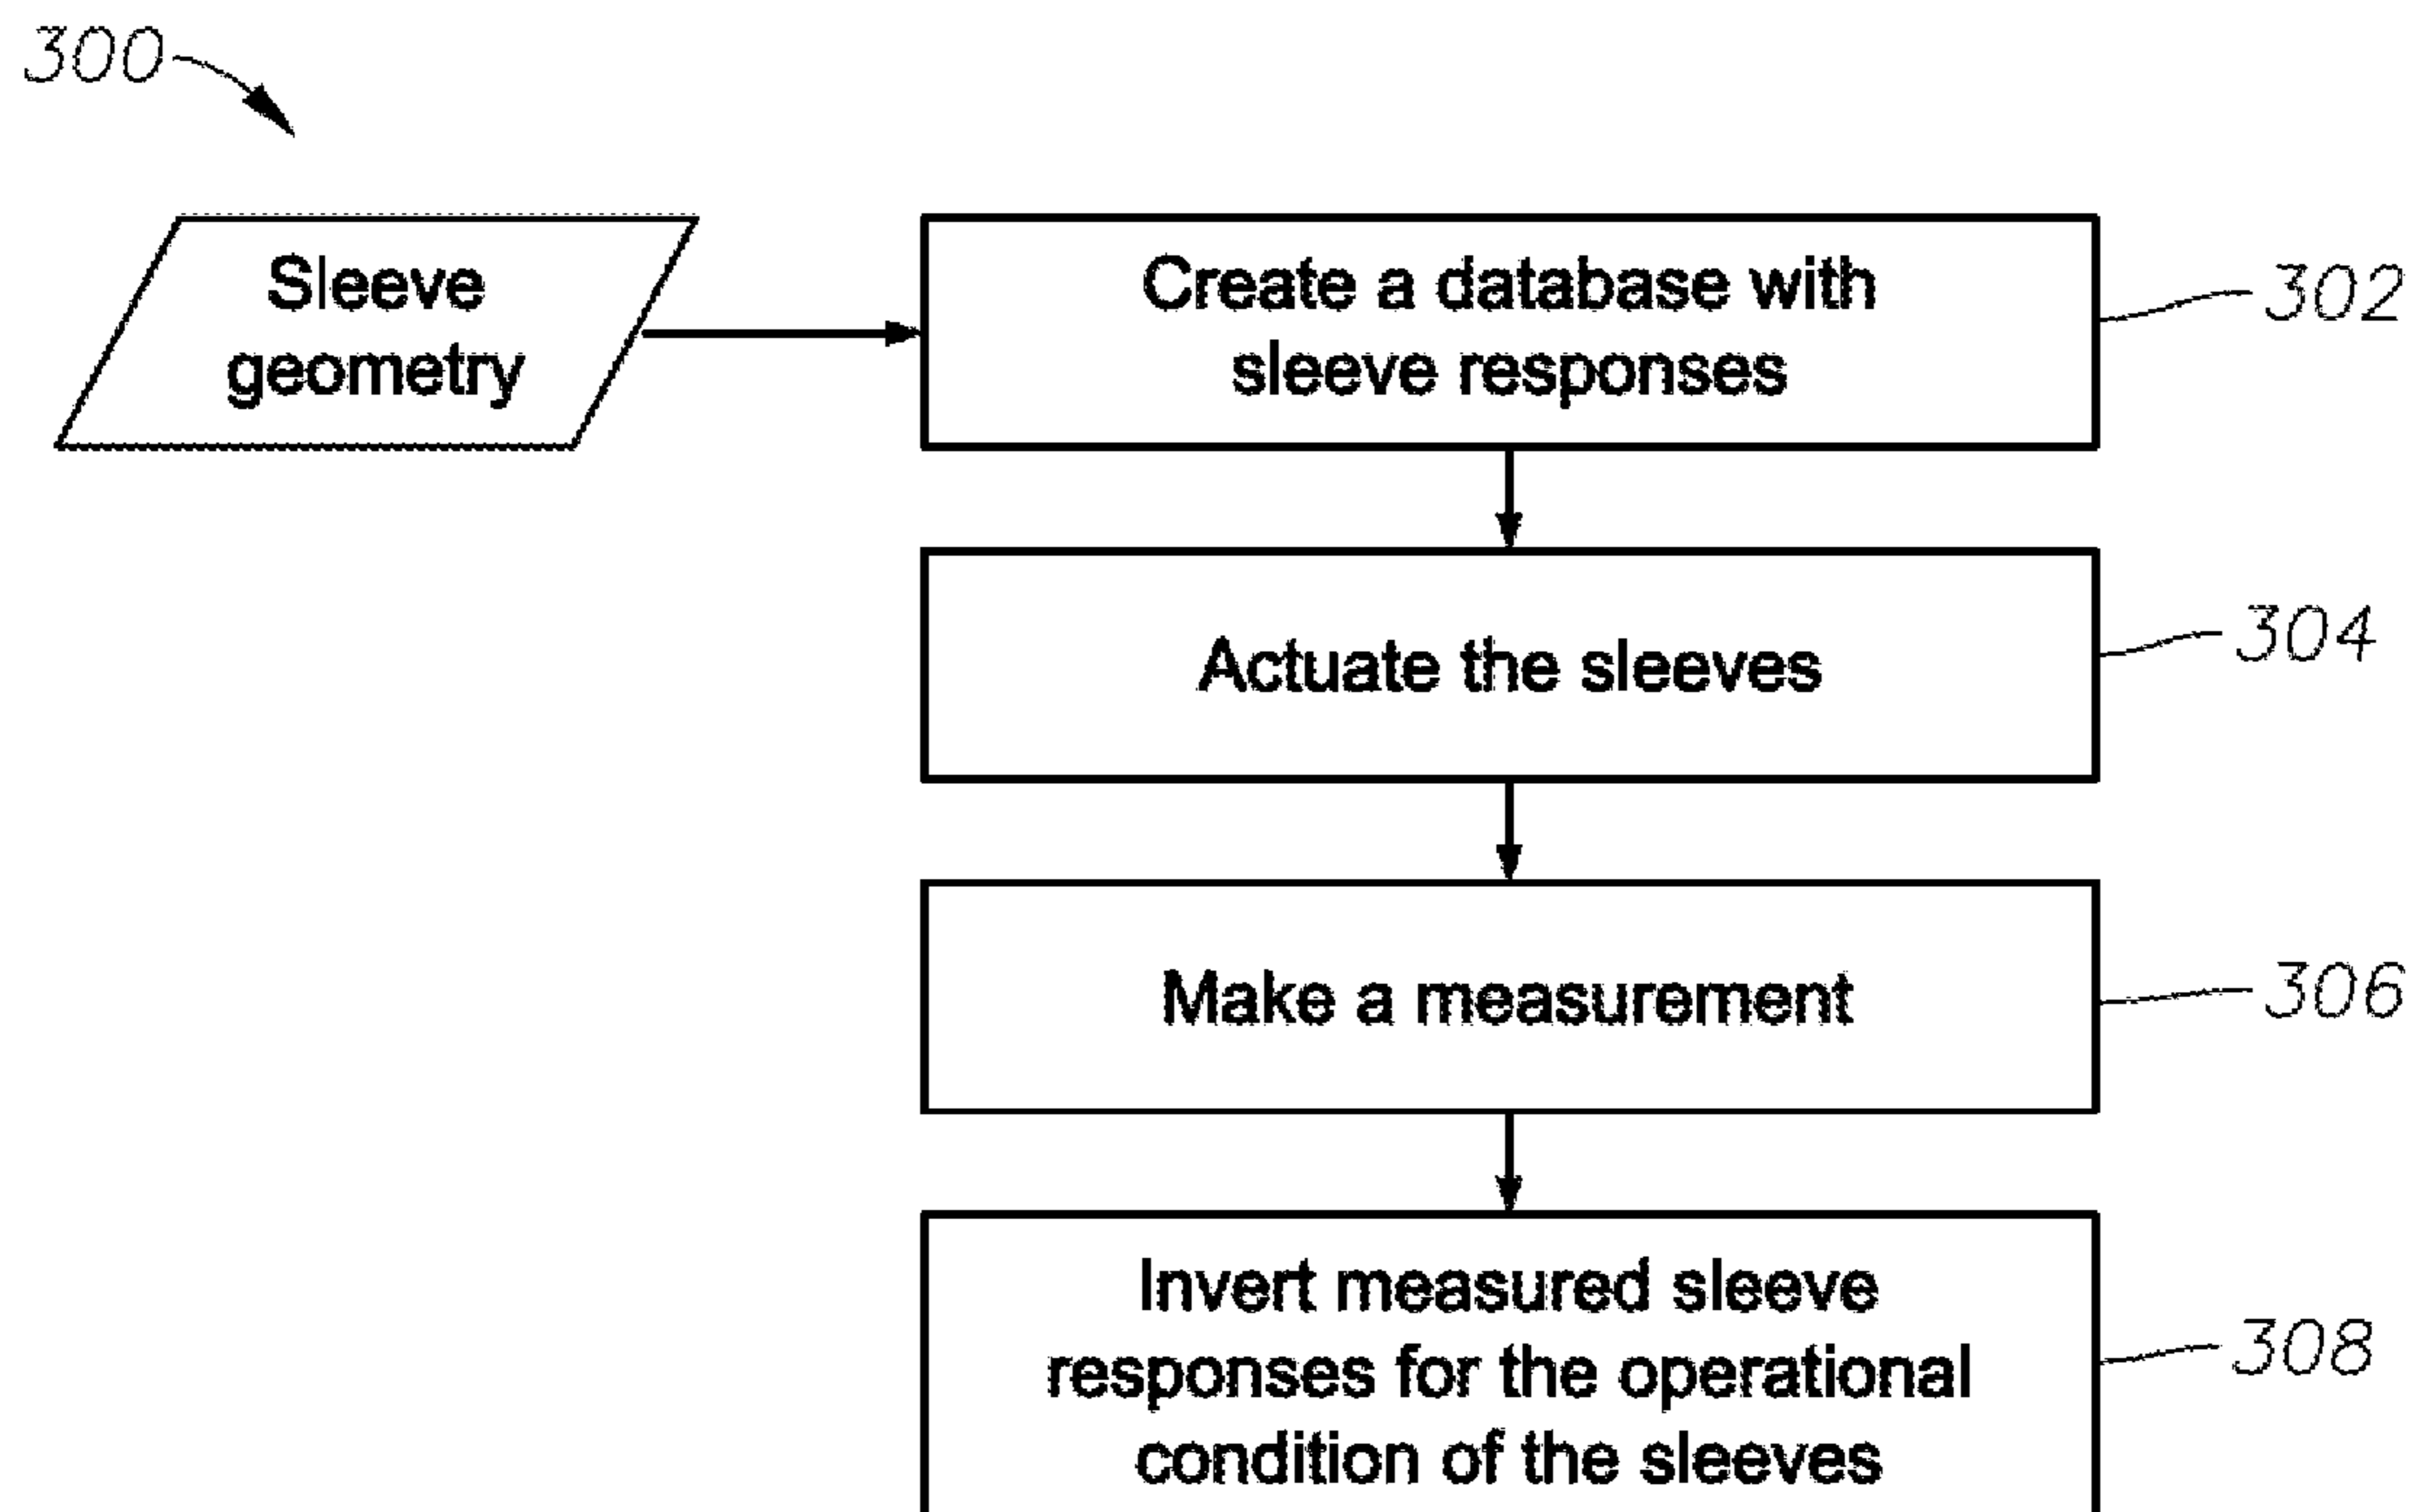 300
Sleeve
geometry
Create a database with
sleeve responses
302
Actuate the sleeves
304
Make a measurement
306
Invert measured sleeve
responses for the operational
condition of the sleeves
308